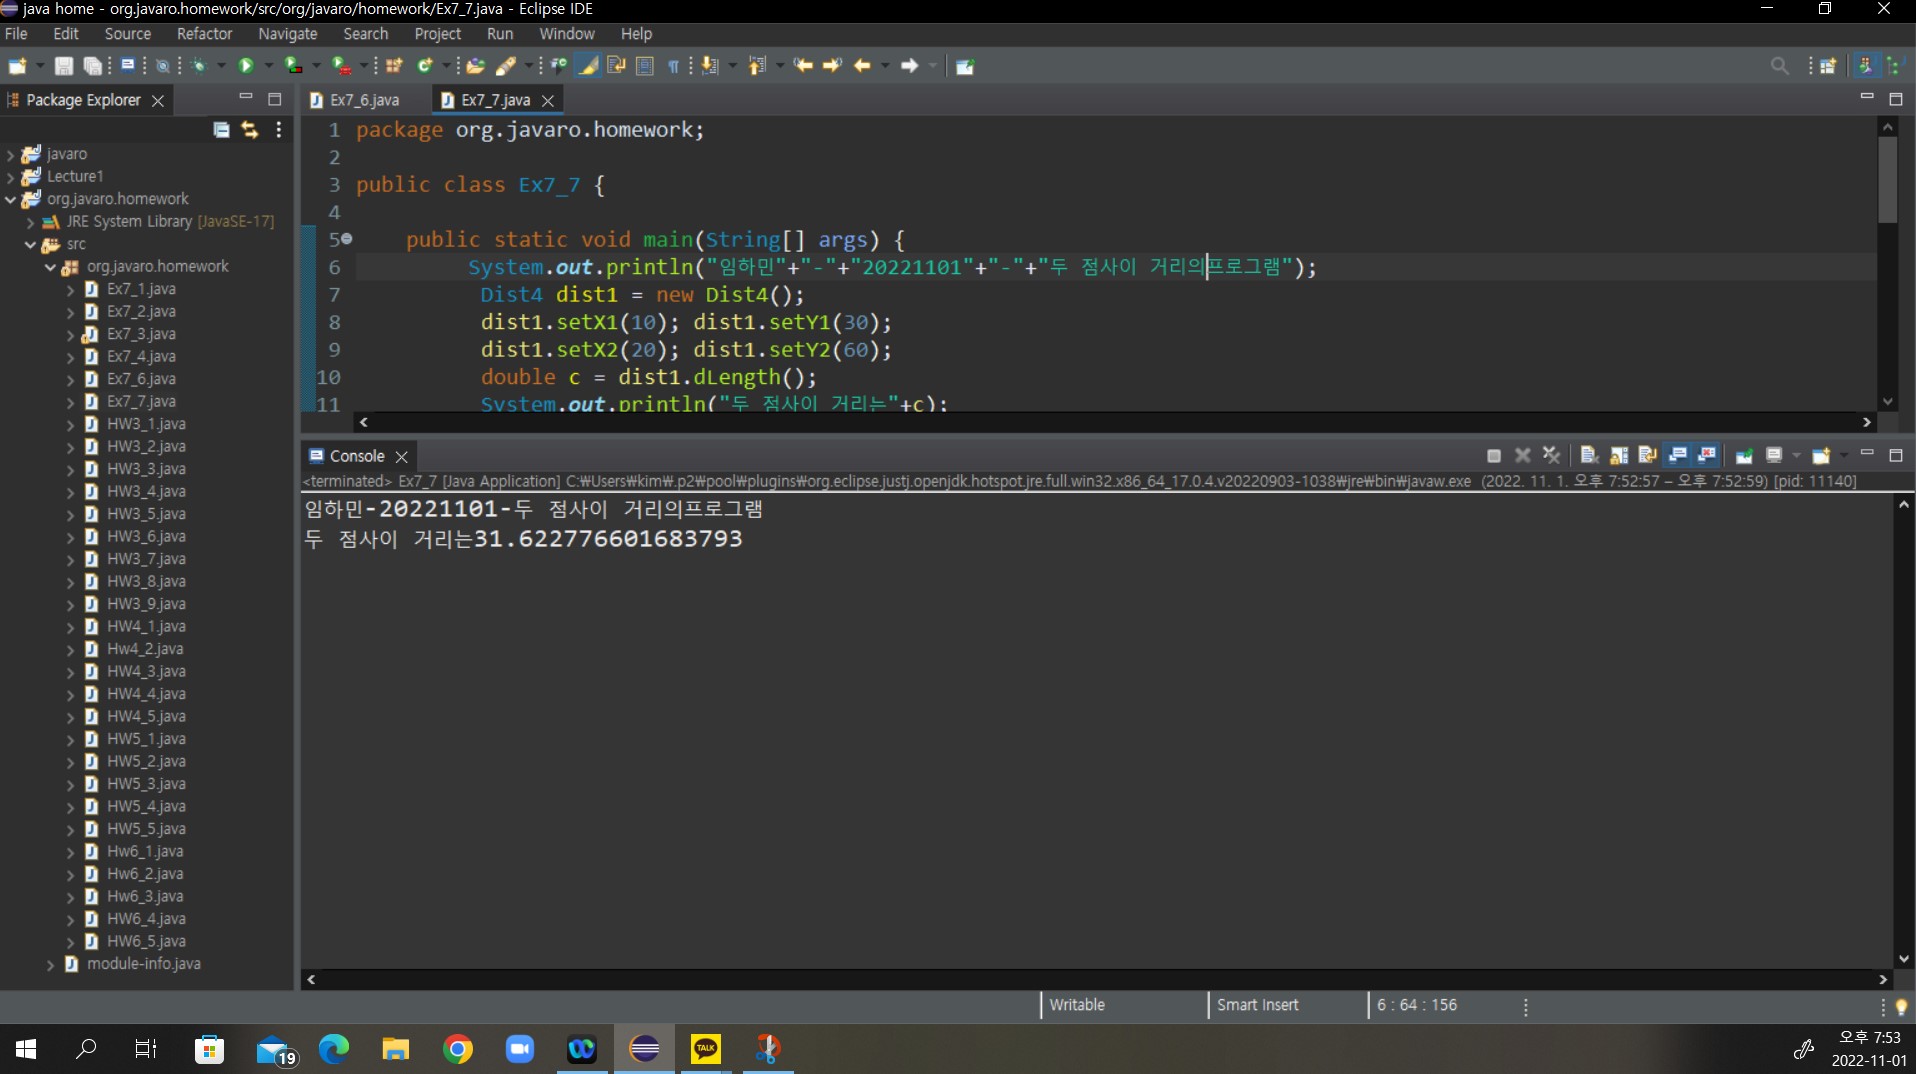 java home - org.javaro.homework/src/org/javaro/homework/Ex7_7.java - Eclipse IDE
File Edit Source Refactor Navigate Search Project Run Window Help
Package Explorer
javaro
Lecture1
org.javaro.homework
JRE System Library [JavaSE-17]
src
org.javaro.homework
Ex7_1.java
Ex7_2.java
Ex7_3.java
Ex7_4.java
Ex7_6.java
Ex7_7.java
HW3_1.java
HW3_2.java
HW3_3.java
HW3_4.java
HW3_5.java
HW3_6.java
HW3_7.java
HW3_8.java
HW3_9.java
HW4_1.java
Hw4_2.java
HW4_3.java
HW4_4.java
HW4_5.java
HW5_1.java
HW5_2.java
HW5_3.java
HW5_4.java
HW5_5.java
Hw6_1.java
Hw6_2.java
Hw6_3.java
HW6_4.java
HW6_5.java
module-info.java
Ex7_6.java Ex7_7.java
1 package org.javaro.homework;
2
3 public class Ex7_7 {
4
5 public static void main(String[] args) {
6 System.out.println("임하민"+"-"+"20221101"+"-"+"두 점사이 거리의프로그램");
7 Dist4 dist1 = new Dist4();
8 dist1.setX1(10); dist1.setY1(30);
9 dist1.setX2(20); dist1.setY2(60);
10 double c = dist1.dLength();
11 System.out.println("두 점사이 거리는"+c);
Console
<terminated> Ex7_7 [Java Application] C:₩Users₩kim₩.p2₩pool₩plugins₩org.eclipse.justj.openjdk.hotspot.jre.full.win32.x86_64_17.0.4.v20220903-1038₩jre₩bin₩javaw.exe (2022. 11. 1. 오후 7:52:57 – 오후 7:52:59) [pid: 11140]
임하민-20221101-두 점사이 거리의프로그램
두 점사이 거리는31.622776601683793
Writable Smart Insert 6 : 64 : 156
19
TALK
오후 7:53
2022-11-01